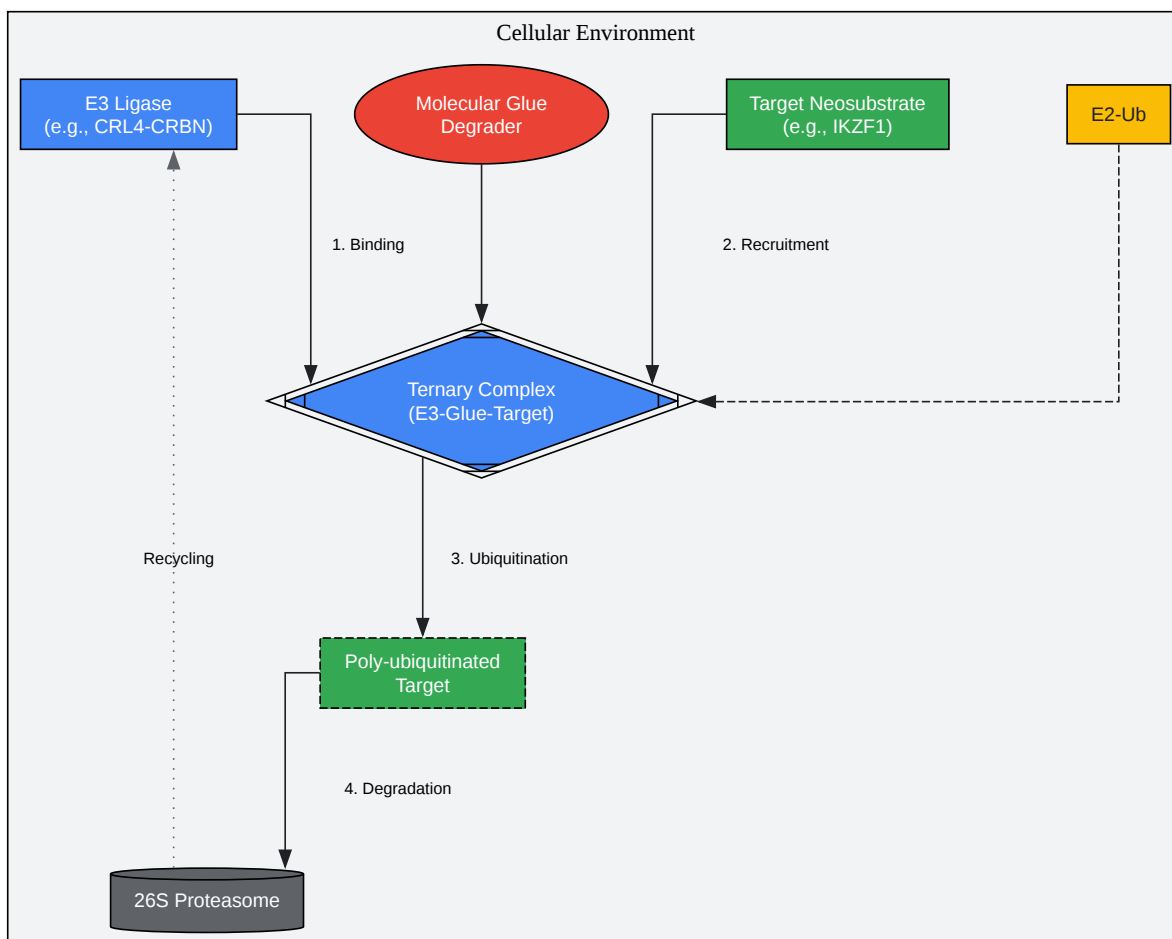 Cellular Environment
E3 Ligase
(e.g., CRL4-CRBN)
Molecular Glue
Degrader
Target Neosubstrate
(e.g., IKZF1)
E2-Ub
1. Binding
2. Recruitment
Ternary Complex
(E3-Glue-Target)
Recycling
3. Ubiquitination
Poly-ubiquitinated
Target
4. Degradation
26S Proteasome